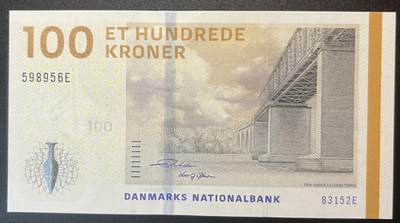 100 ET HUNDREDE
KRONER
598956E
100
DANMARKS NATIONALBANK
B3152E